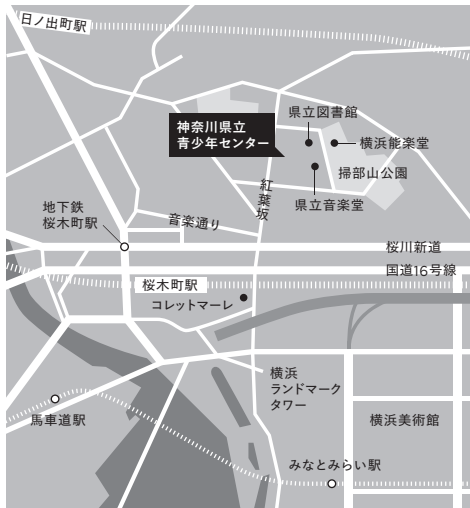 日ノ出町駅
神奈川県立
青少年センター
県立図書館
横浜能楽堂
掃部山公園
県立音楽堂
紅葉坂
音楽通り
地下鉄
桜木町駅
桜川新道
国道16号線
桜木町駅
コレットマーレ
横浜
ランドマーク
タワー
馬車道駅
横浜美術館
みなとみらい駅